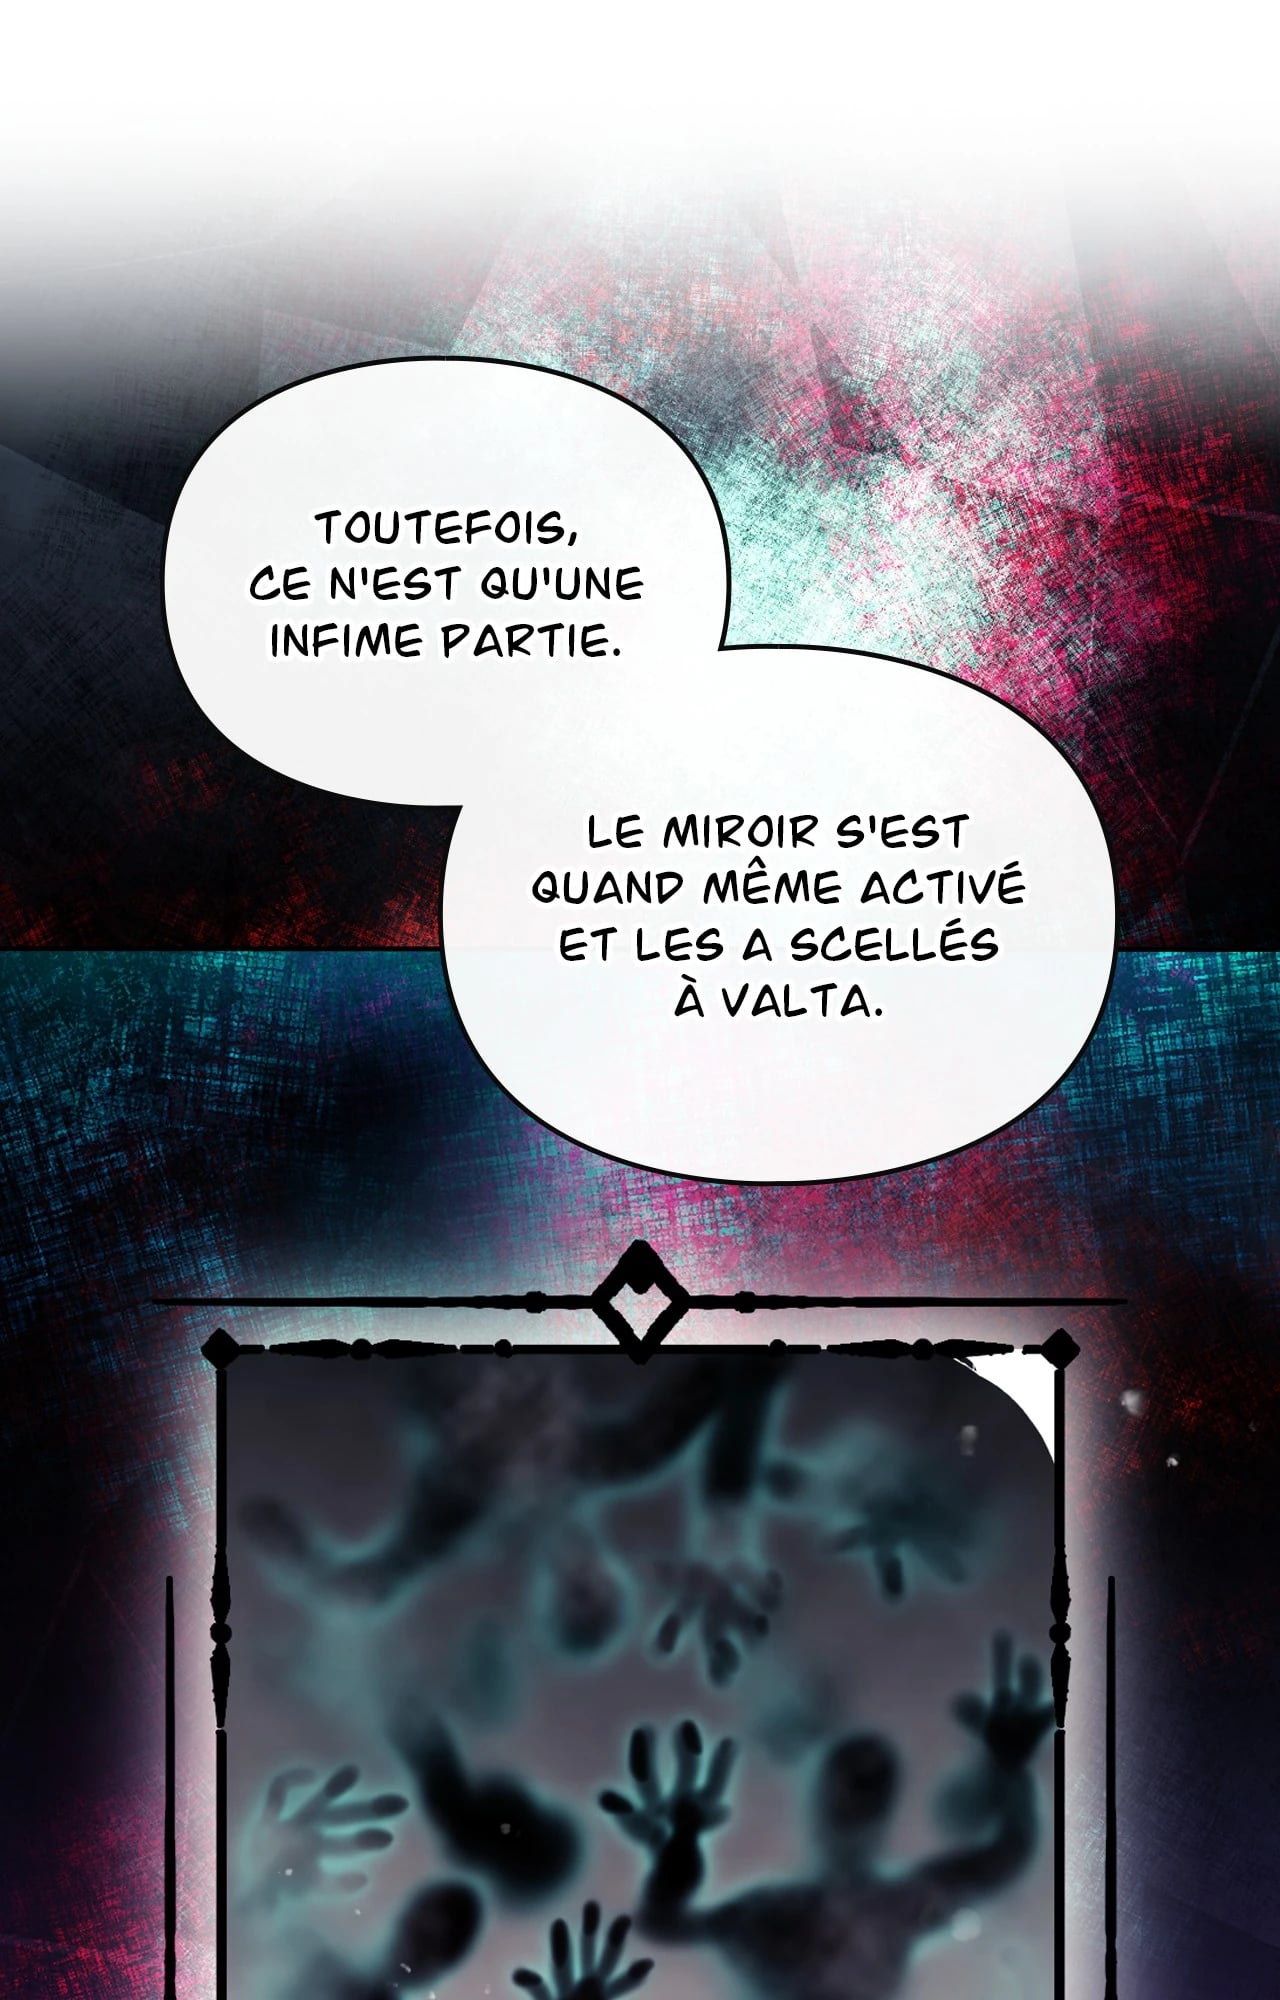 TOUTEFOIS,
CE N'EST QU'UNE
INFIME PARTIE.
LE MIROIR S'EST
QUAND MÊME ACTIVÉ
ET LES A SCELLÉS
À VALTA.